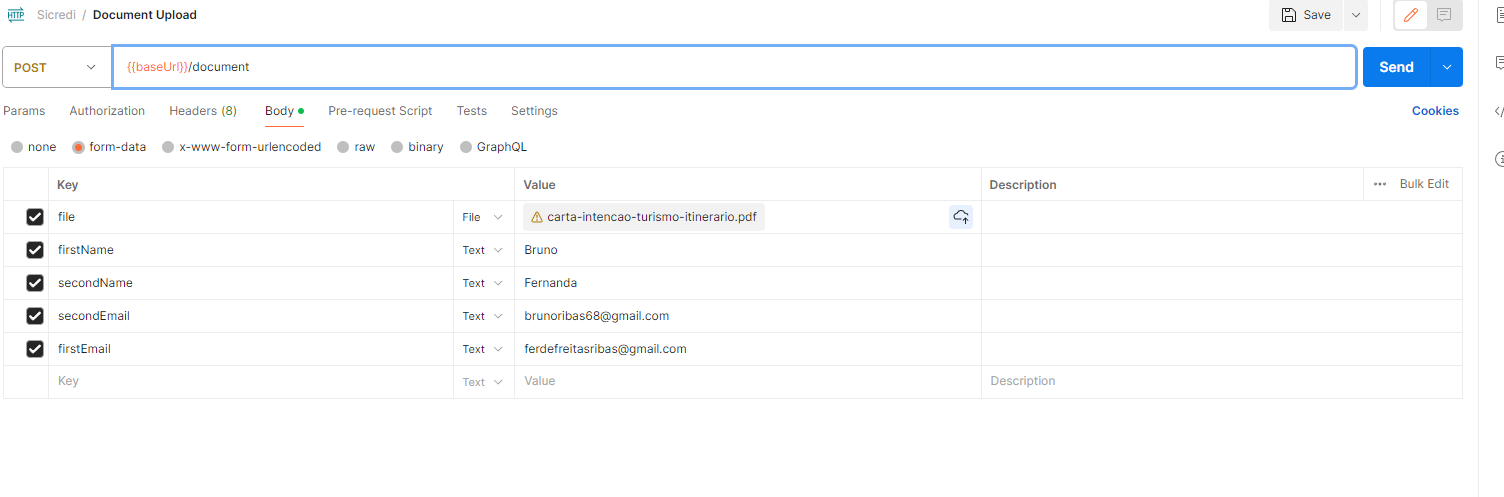 HTTP Sicredi / Document Upload Save
POST {{baseUrl}}/document Send
Params Authorization Headers (8) Body Pre-request Script Tests Settings Cookies
none form-data x-www-form-urlencoded raw binary GraphQL
Key Value Description ••• Bulk Edit
file File carta-intencao-turismo-itinerario.pdf
firstName Text Bruno
secondName Text Fernanda
secondEmail Text brunoribas68@gmail.com
firstEmail Text ferdefreitasribas@gmail.com
Key Text Value Description